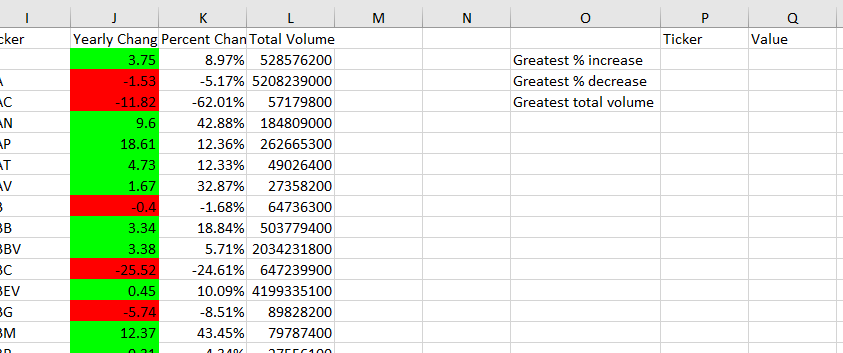 I J K L M N O P Q
cker Yearly Chang Percent Chan Total Volume Ticker Value
3.75 8.97% 528576200 Greatest % increase
A -1.53 -5.17% 5208239000 Greatest % decrease
AC -11.82 -62.01% 57179800 Greatest total volume
AN 9.6 42.88% 184809000
AP 18.61 12.36% 262665300
AT 4.73 12.33% 49026400
AV 1.67 32.87% 27358200
B -0.4 -1.68% 64736300
BB 3.34 18.84% 503779400
BBV 3.38 5.71% 2034231800
BC -25.52 -24.61% 647239900
BEV 0.45 10.09% 4199335100
BG -5.74 -8.51% 89828200
BM 12.37 43.45% 79787400